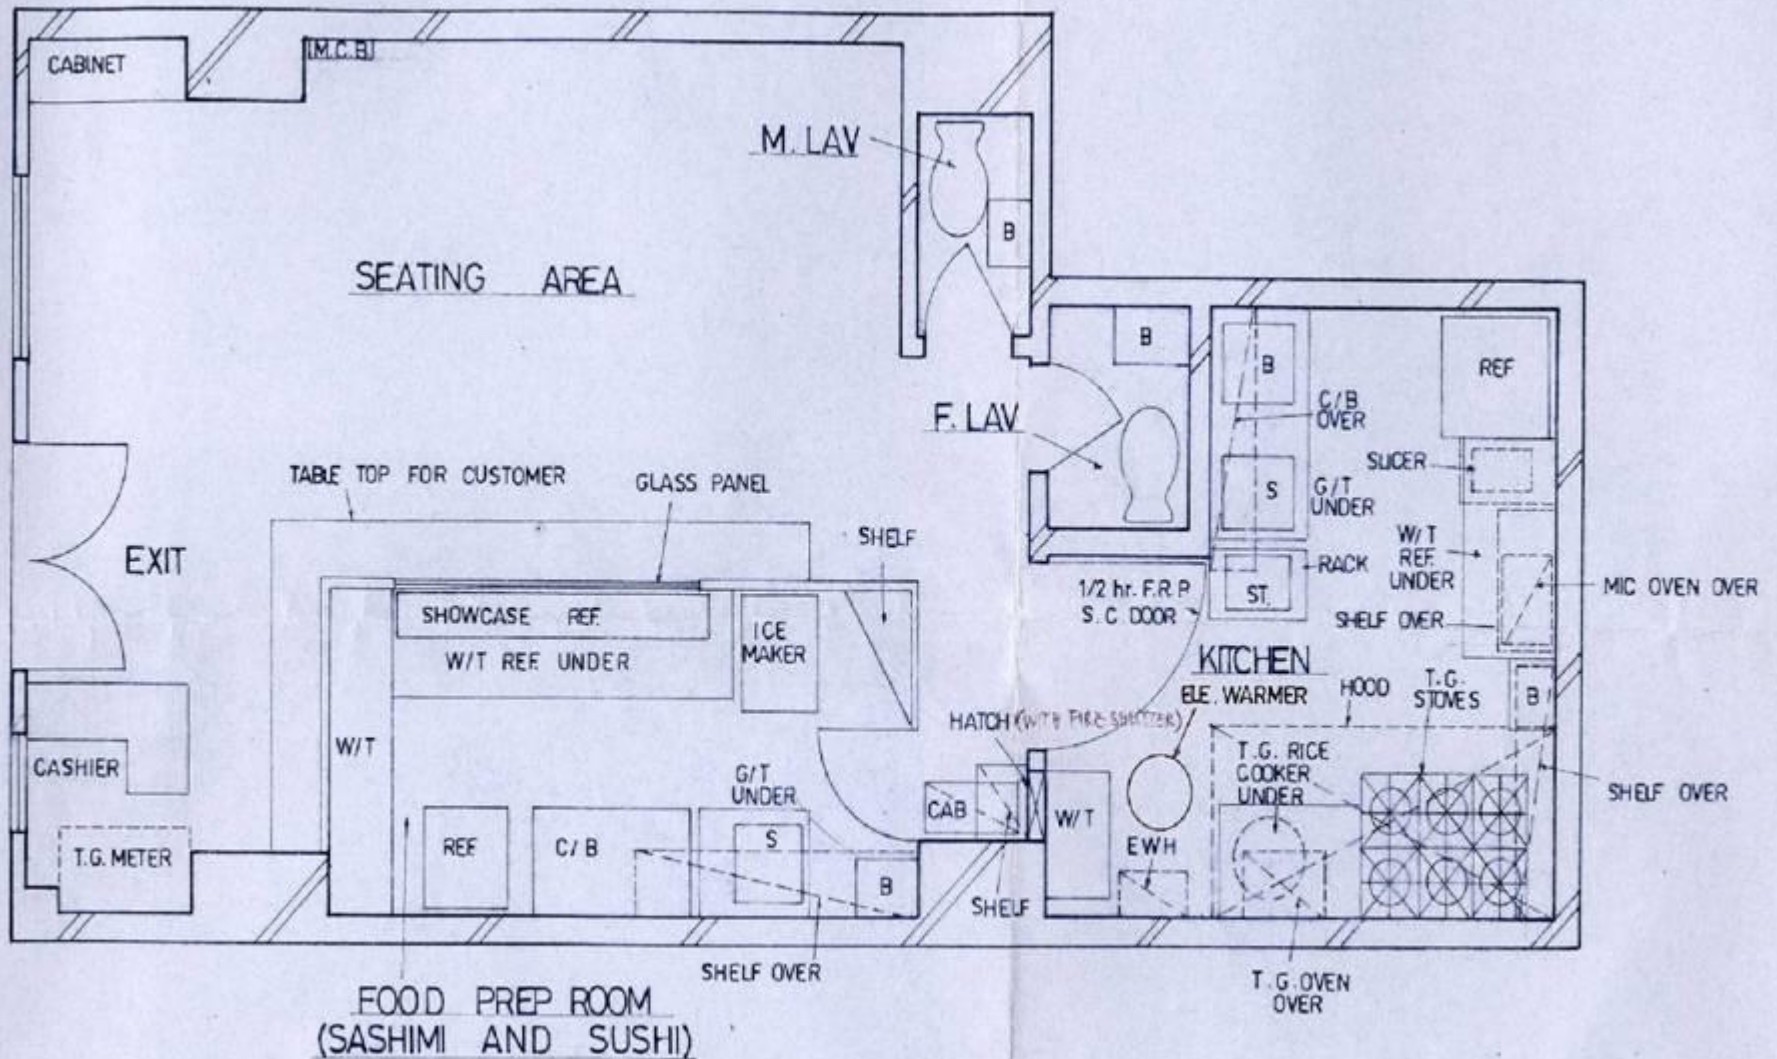 CABINET
M.C.B
M. LAV
B
SEATING AREA
B
REF
B
C/B
OVER
F. LAV
SLICER
TABLE TOP FOR CUSTOMER
GLASS PANEL
S
G/T
UNDER
SHELF
W/T
REF.
UNDER
EXIT
RACK
MIC OVEN OVER
1/2 hr. F.R.P
S.C. DOOR
ST.
SHELF OVER
SHOWCASE REF.
ICE
MAKER
W/T REF. UNDER
KITCHEN
ELE. WARMER
HOOD
T.G.
STOVES
B
HATCH (WITH FIRE SHUTTER)
W/T
CASHIER
G/T
UNDER
T.G. RICE
COOKER
UNDER
SHELF OVER
CAB
W/T
T.G. METER
REF.
C/B
S
EWH
B
SHELF
SHELF OVER
T.G. OVEN
OVER
FOOD PREP ROOM
(SASHIMI AND SUSHI)